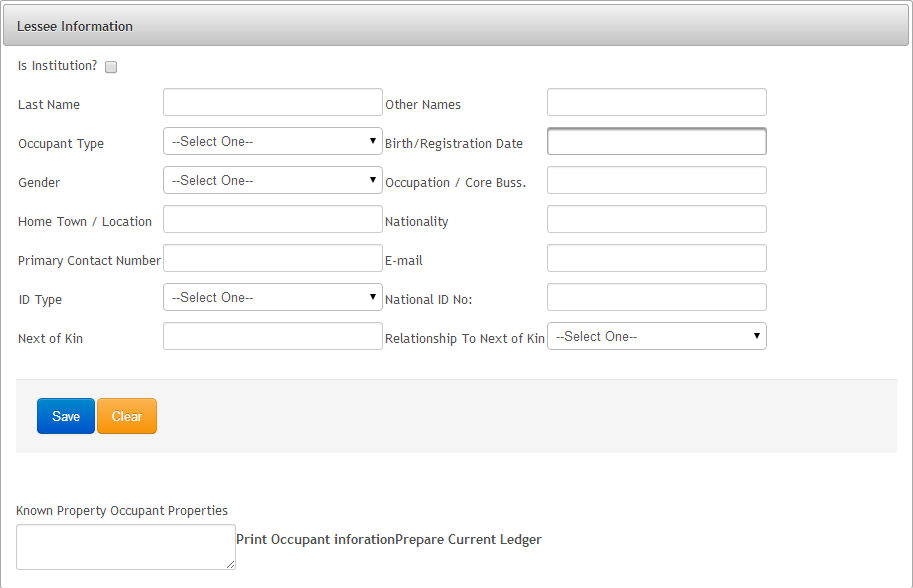 Lessee Information
Is Institution?
Last Name Other Names
Occupant Type --Select One-- Birth/Registration Date
Gender --Select One-- Occupation / Core Buss.
Home Town / Location Nationality
Primary Contact Number E-mail
ID Type --Select One-- National ID No:
Next of Kin Relationship To Next of Kin --Select One--
Save Clear
Known Property Occupant Properties
Print Occupant inforationPrepare Current Ledger